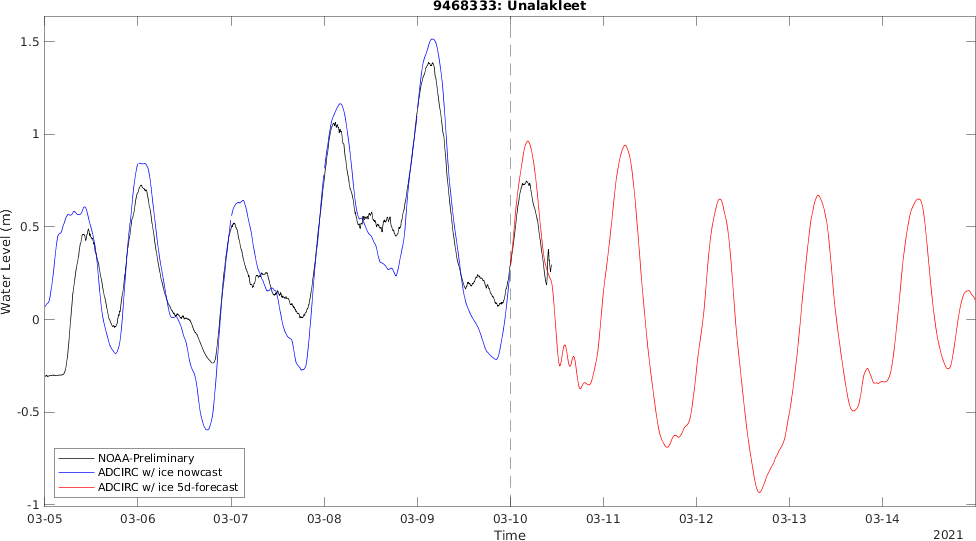 9468333: Unalakleet
Water Level (m)
1.5
1
0.5
0
-0.5
-1
NOAA-Preliminary
ADCIRC w/ ice nowcast
ADCIRC w/ ice 5d-forecast
03-05 03-06 03-07 03-08 03-09 03-10 03-11 03-12 03-13 03-14
Time
2021